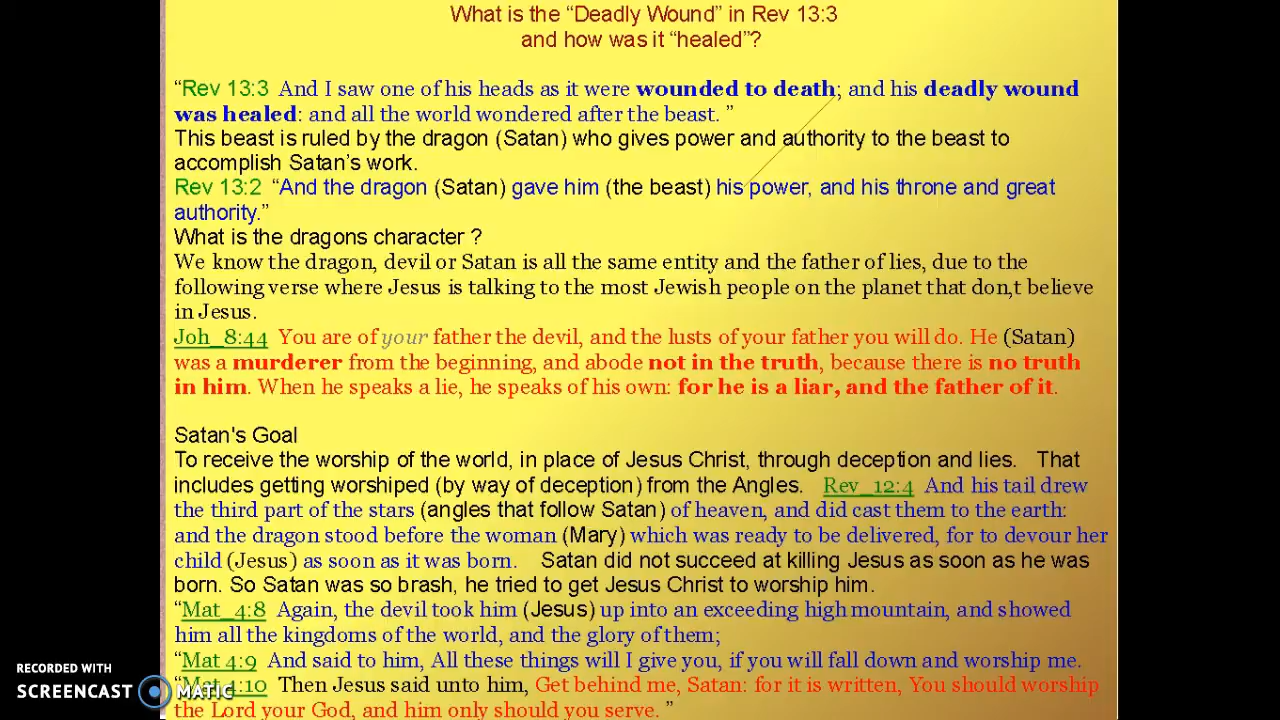 What is the “Deadly Wound” in Rev 13:3
and how was it “healed”?
“Rev 13:3 And I saw one of his heads as it were wounded to death; and his deadly wound
was healed: and all the world wondered after the beast. ”
This beast is ruled by the dragon (Satan) who gives power and authority to the beast to
accomplish Satan’s work.
Rev 13:2 “And the dragon (Satan) gave him (the beast) his power, and his throne and great
authority.”
What is the dragons character ?
We know the dragon, devil or Satan is all the same entity and the father of lies, due to the
following verse where Jesus is talking to the most Jewish people on the planet that don,t believe
in Jesus.
Joh_8:44 You are of your father the devil, and the lusts of your father you will do. He (Satan)
was a murderer from the beginning, and abode not in the truth, because there is no truth
in him. When he speaks a lie, he speaks of his own: for he is a liar, and the father of it.
Satan's Goal
To receive the worship of the world, in place of Jesus Christ, through deception and lies. That
includes getting worshiped (by way of deception) from the Angles. Rev_12:4 And his tail drew
the third part of the stars (angles that follow Satan) of heaven, and did cast them to the earth:
and the dragon stood before the woman (Mary) which was ready to be delivered, for to devour her
child (Jesus) as soon as it was born. Satan did not succeed at killing Jesus as soon as he was
born. So Satan was so brash, he tried to get Jesus Christ to worship him.
“Mat_4:8 Again, the devil took him (Jesus) up into an exceeding high mountain, and showed
him all the kingdoms of the world, and the glory of them;
“Mat 4:9 And said to him, All these things will I give you, if you will fall down and worship me.
“Mat 4:10 Then Jesus said unto him, Get behind me, Satan: for it is written, You should worship
the Lord your God, and him only should you serve. ”
RECORDED WITH
SCREENCAST MATIC